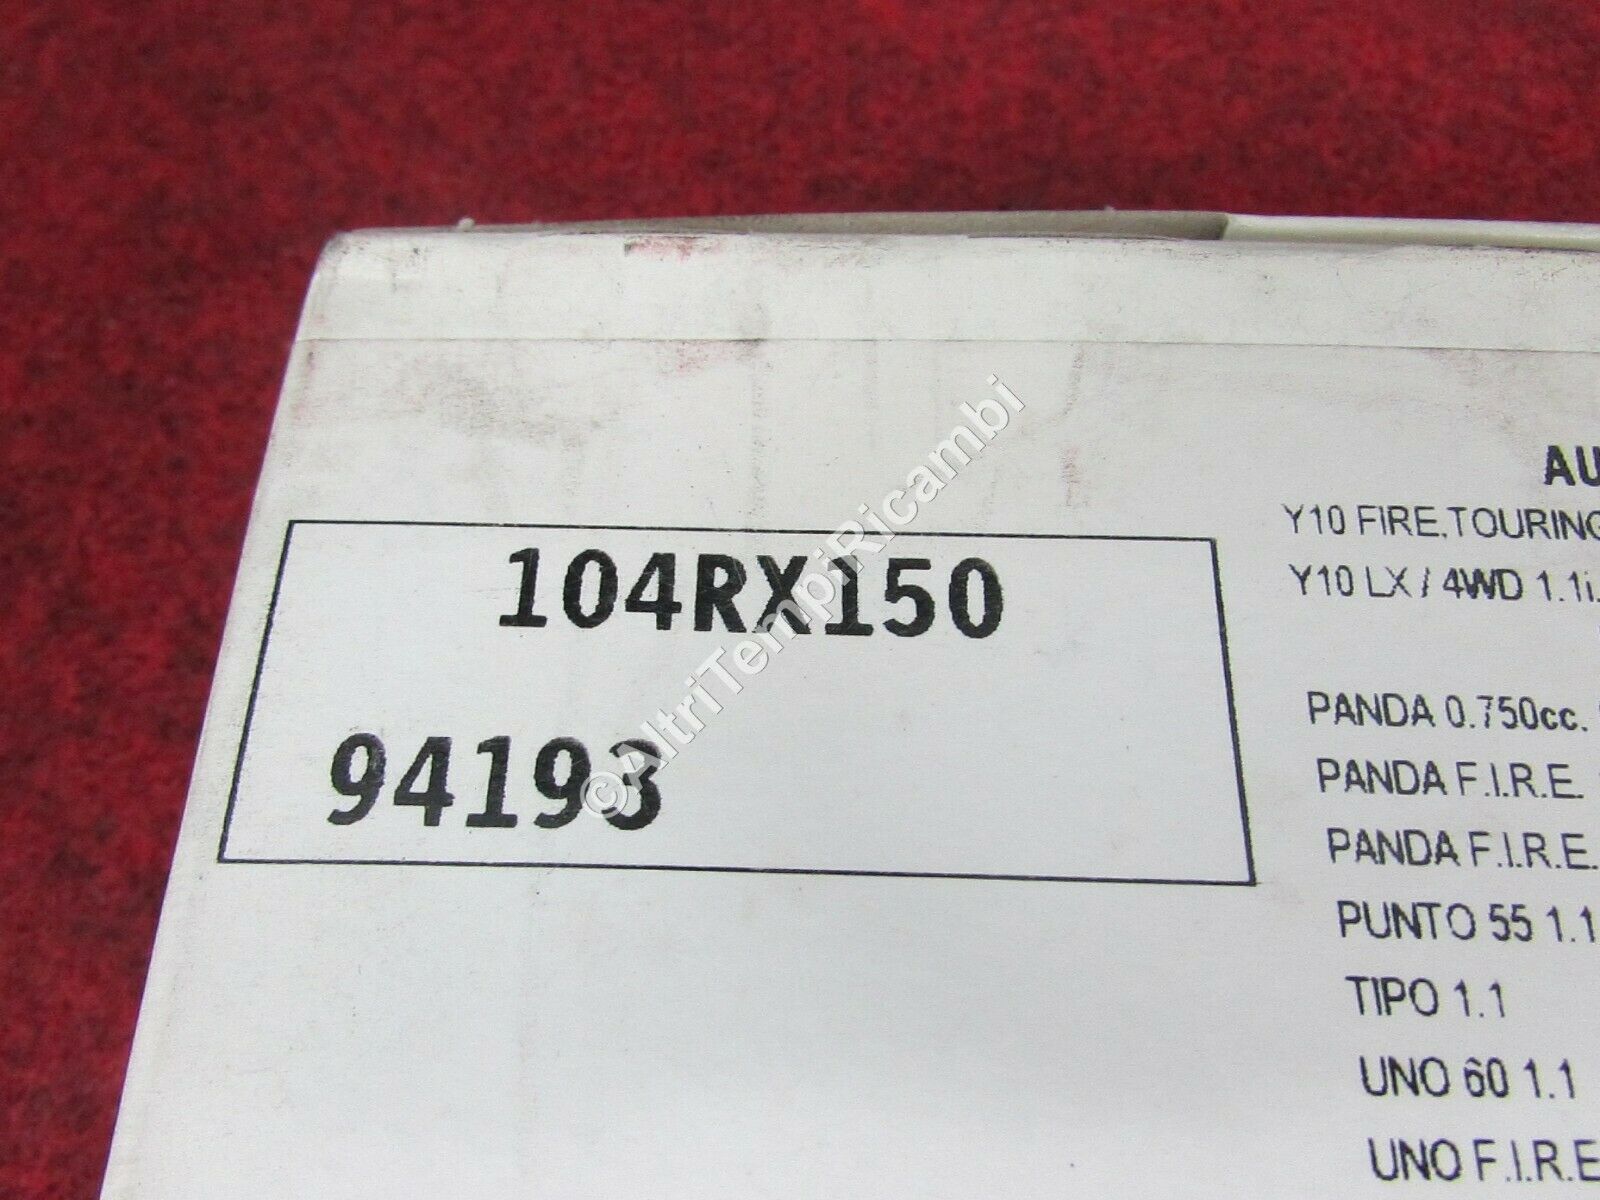 104RX150
94193
Y10 FIRE.TOURING
Y10 LX / 4WD 1.1i.
PANDA 0.750cc.
PANDA F.I.R.E.
PANDA F.I.R.E.
PUNTO 55 1.1
TIPO 1.1
UNO 60 1.1
UNO F.I.R.E
©AltriTempiRicambi